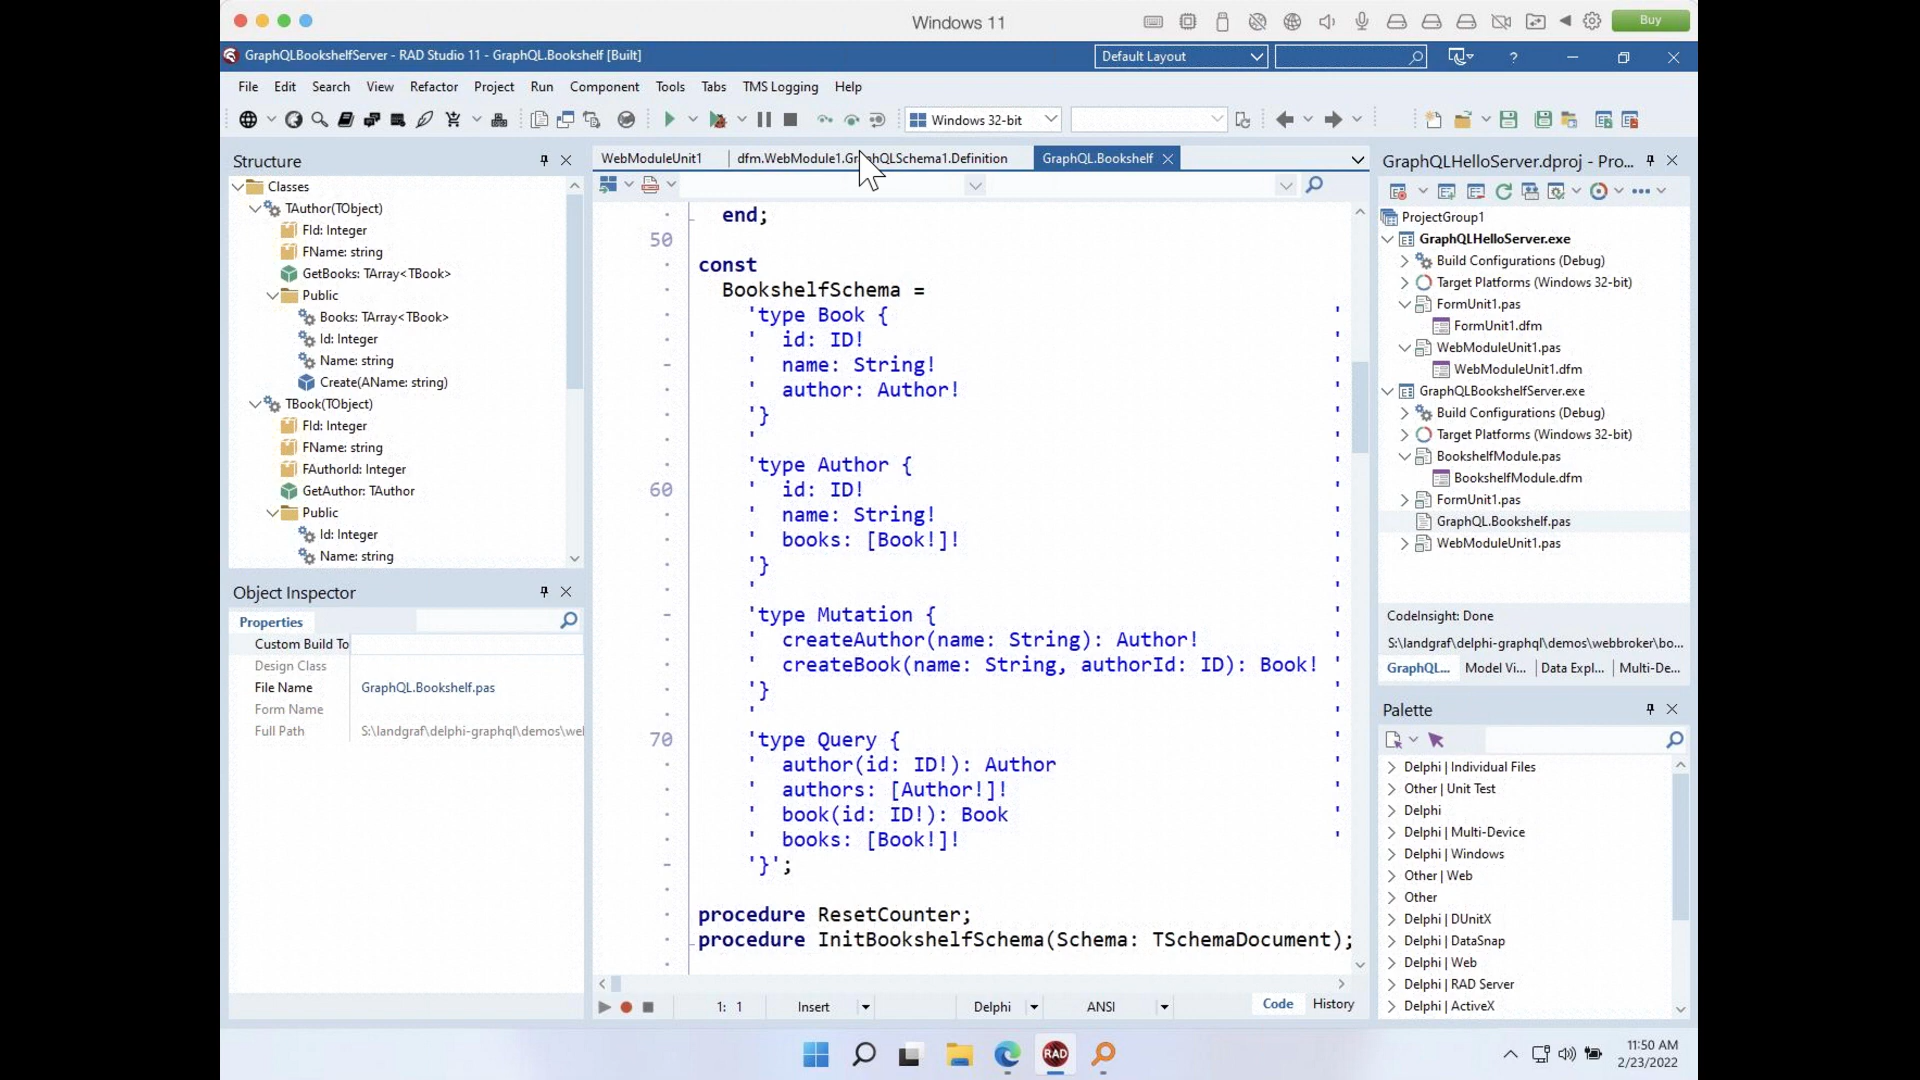 Windows 11
Buy
GraphQLBookshelfServer - RAD Studio 11 - GraphQL.Bookshelf [Built]
Default Layout
?
File Edit Search View Refactor Project Run Component Tools Tabs TMS Logging Help
Windows 32-bit
Structure
Classes
TAuthor(TObject)
FId: Integer
FName: string
GetBooks: TArray<TBook>
Public
Books: TArray<TBook>
Id: Integer
Name: string
Create(AName: string)
TBook(TObject)
FId: Integer
FName: string
FAuthorId: Integer
GetAuthor: TAuthor
Public
Id: Integer
Name: string
Object Inspector
Properties
Custom Build To
Design Class
File Name GraphQL.Bookshelf.pas
Form Name
Full Path S:\landgraf\delphi-graphql\demos\wel
WebModuleUnit1 dfm.WebModule1.GraphQLSchema1.Definition GraphQL.Bookshelf
end;
50
const
BookshelfSchema =
'type Book { '
' id: ID! '
' name: String! '
' author: Author! '
'} '
' '
'type Author { '
60 ' id: ID! '
' name: String! '
' books: [Book!]! '
'} '
' '
'type Mutation { '
' createAuthor(name: String): Author! '
' createBook(name: String, authorId: ID): Book! '
'} '
' '
70 'type Query { '
' author(id: ID!): Author '
' authors: [Author!]! '
' book(id: ID!): Book '
' books: [Book!]! '
'}';
procedure ResetCounter;
procedure InitBookshelfSchema(Schema: TSchemaDocument);
1: 1 Insert Delphi ANSI Code History
GraphQLHelloServer.dproj - Pro...
ProjectGroup1
GraphQLHelloServer.exe
Build Configurations (Debug)
Target Platforms (Windows 32-bit)
FormUnit1.pas
FormUnit1.dfm
WebModuleUnit1.pas
WebModuleUnit1.dfm
GraphQLBookshelfServer.exe
Build Configurations (Debug)
Target Platforms (Windows 32-bit)
BookshelfModule.pas
BookshelfModule.dfm
FormUnit1.pas
GraphQL.Bookshelf.pas
WebModuleUnit1.pas
CodeInsight: Done
S:\landgraf\delphi-graphql\demos\webbroker\bo...
GraphQL... Model Vi... Data Expl... Multi-De...
Palette
Delphi | Individual Files
Other | Unit Test
Delphi
Delphi | Multi-Device
Delphi | Windows
Other | Web
Other
Delphi | DUnitX
Delphi | DataSnap
Delphi | Web
Delphi | RAD Server
Delphi | ActiveX
RAD
11:50 AM
2/23/2022